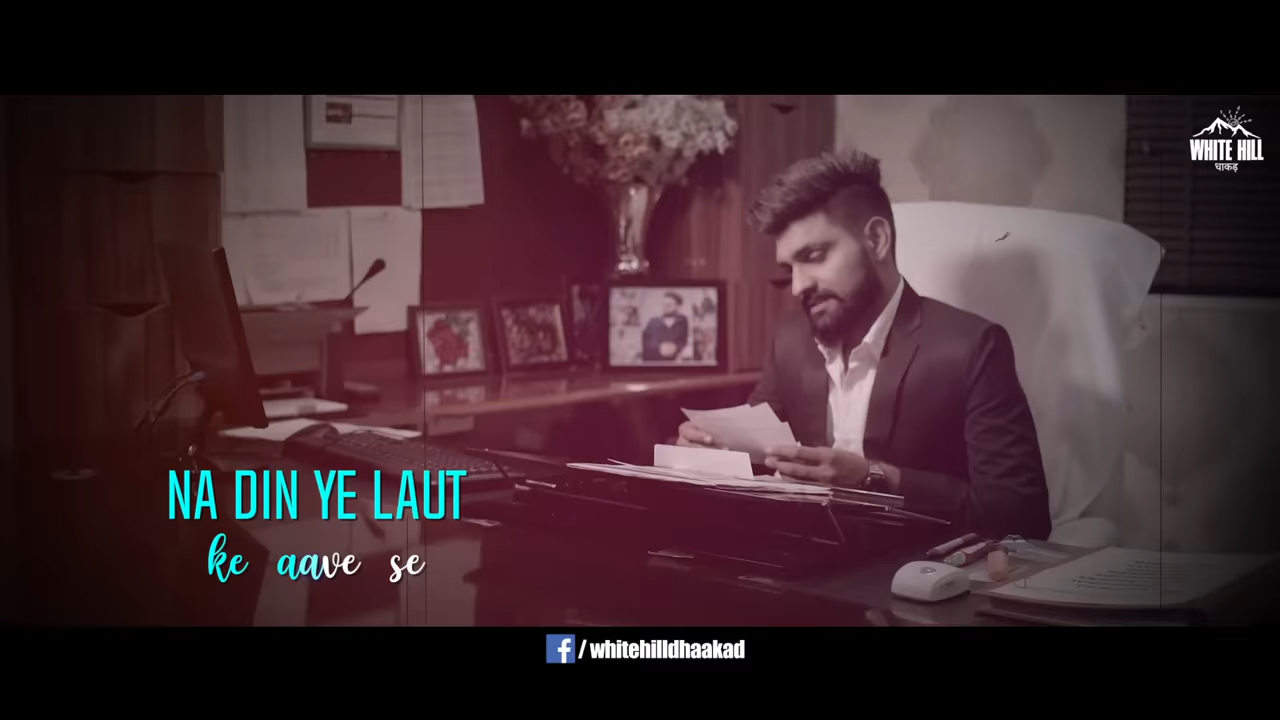 WHITE HILL
धाकड़
NA DIN YE LAUT
ke aave se
f/whitehilldhaakad